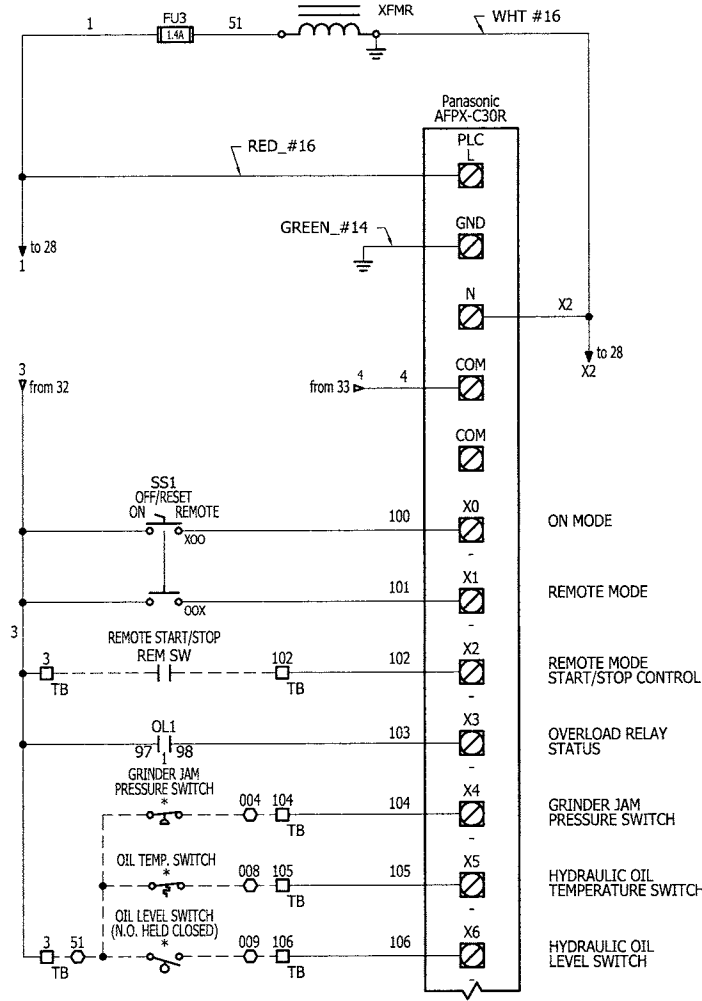 XFMR
WHT #16
1
FU3
51
1.4A
Panasonic
AFPX-C30R
PLC
L
RED_#16
GND
GREEN_#14
to 28
1
N
X2
to 28
X2
COM
3
from 32
from 33
4
4
COM
SS1
OFF/RESET
ON REMOTE
XOO
100
X0
-
ON MODE
OOX
101
X1
-
REMOTE MODE
3
REMOTE START/STOP
REM SW
3
TB
102
TB
102
X2
-
REMOTE MODE
START/STOP CONTROL
OL1
97 98
1
103
X3
-
OVERLOAD RELAY
STATUS
GRINDER JAM
PRESSURE SWITCH
*
004
104
TB
104
X4
-
GRINDER JAM
PRESSURE SWITCH
OIL TEMP. SWITCH
*
008
105
TB
105
X5
-
HYDRAULIC OIL
TEMPERATURE SWITCH
OIL LEVEL SWITCH
(N.O. HELD CLOSED)
*
3
TB
51
009
106
TB
106
X6
-
HYDRAULIC OIL
LEVEL SWITCH